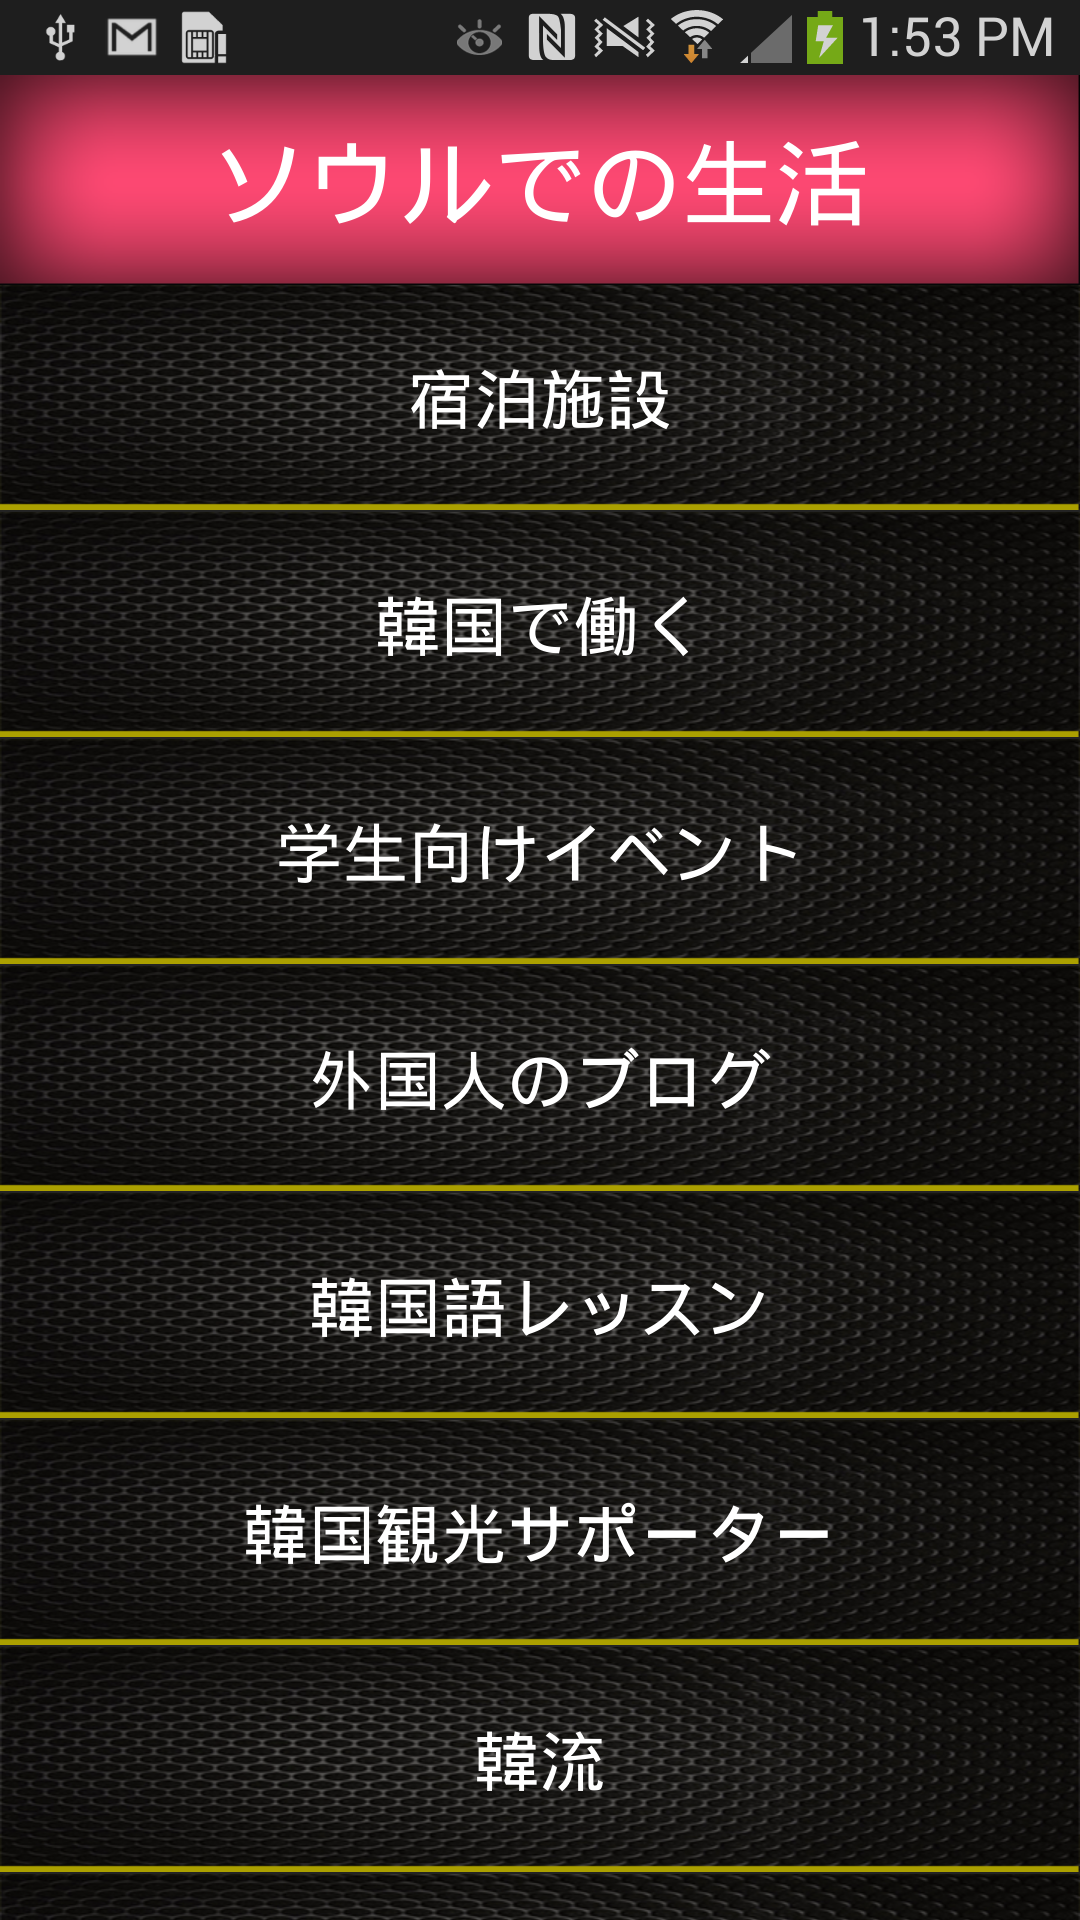 1:53 PM
ソウルでの生活
宿泊施設
韓国で働く
学生向けイベント
外国人のブログ
韓国語レッスン
韓国観光サポーター
韓流